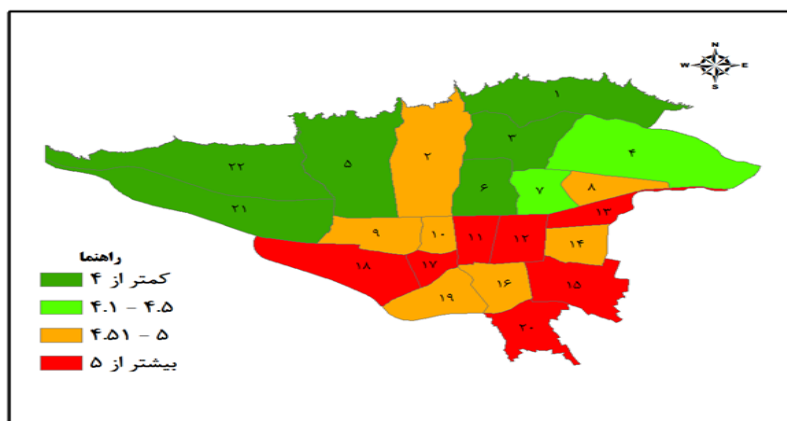 N
W E
S
۱
۳
۲
۴
۵
۲۲
۶
۷
۸
۲۱
۱۳
۹
۱۰
۱۱
۱۲
۱۴
۱۸
۱۷
۱۵
۱۶
۱۹
۲۰
راهنما
کمتر از ۴
۴.۱ – ۴.۵
۴.۵۱ – ۵
بیشتر از ۵